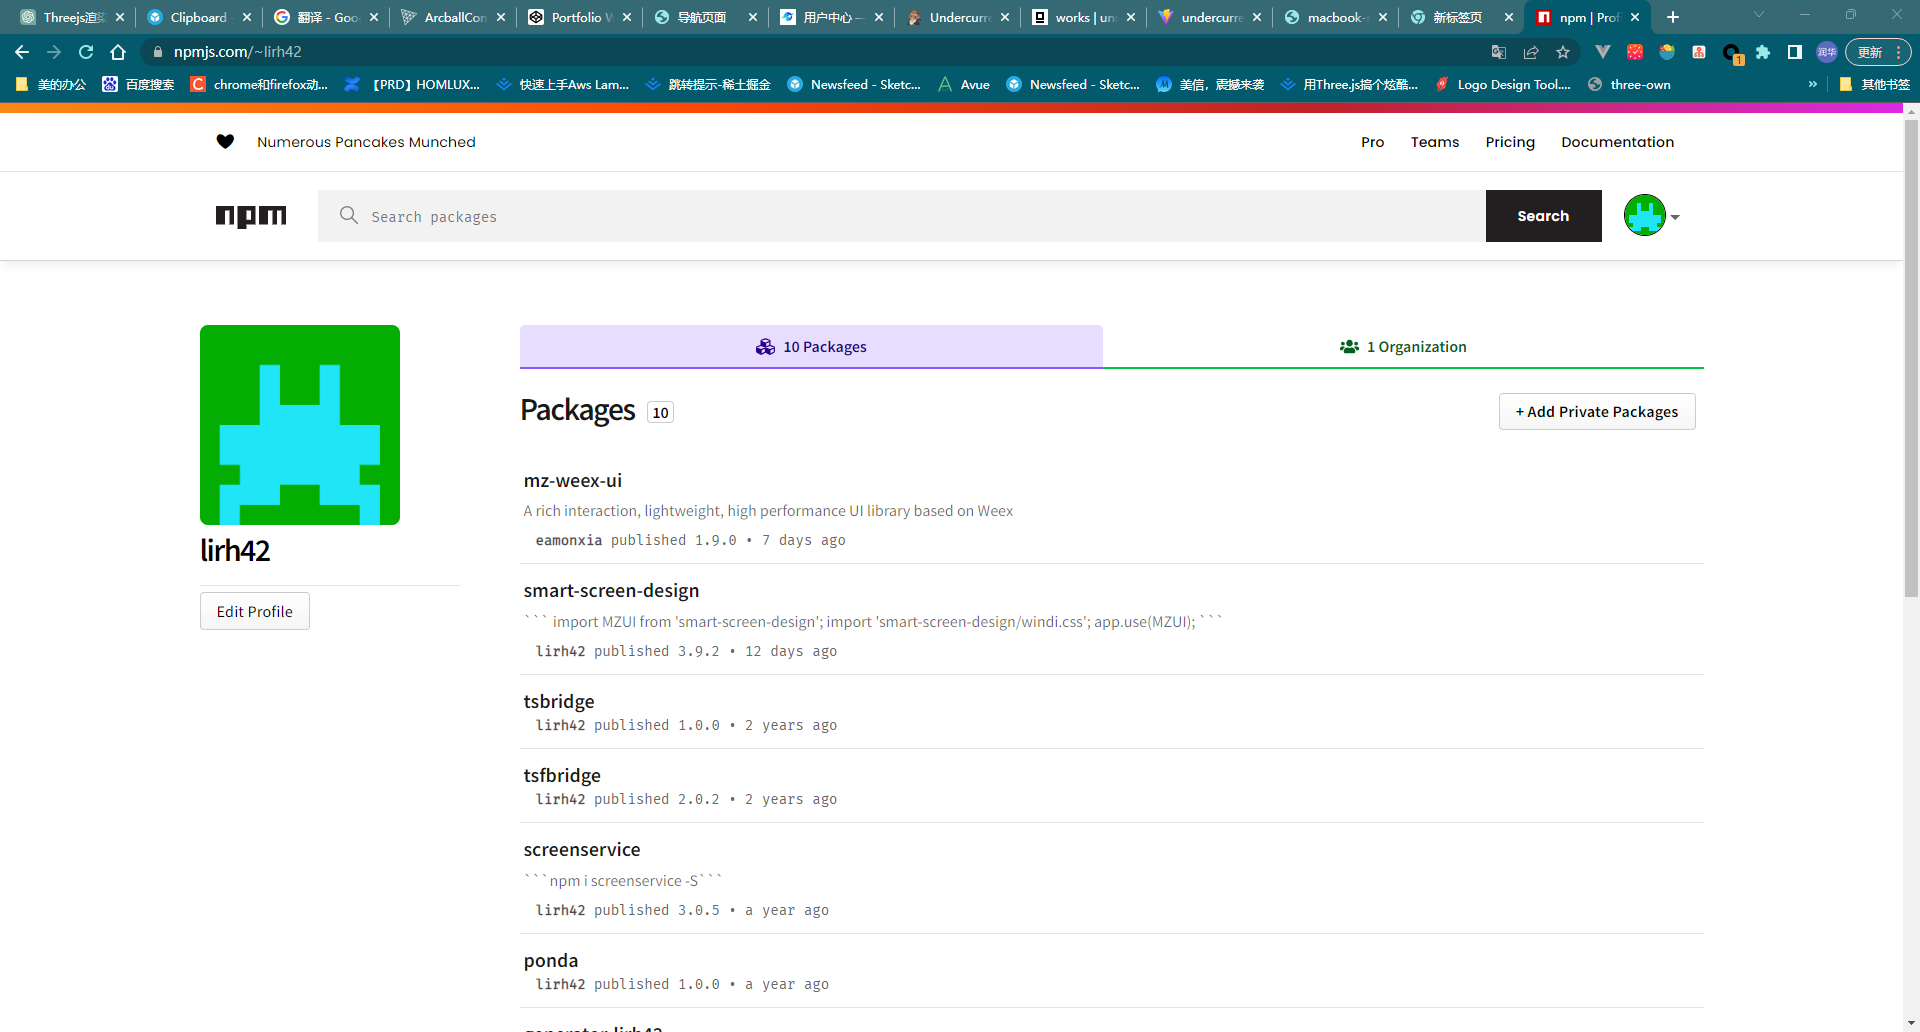 Threejs渲
Clipboard
翻译 - Goo
ArcballCon
Portfolio W
导航页面
用户中心 —
Undercurre
works | un
undercurre
macbook-
新标签页
npm | Prof
npmjs.com/~lirh42
润华
更新
1
美的办公
百度搜索
chrome和firefox动...
【PRD】HOMLUX...
快速上手Aws Lam...
跳转提示-稀土掘金
Newsfeed - Sketc...
Avue
Newsfeed - Sketc...
美信，震撼来袭
用Three.js搞个炫酷...
Logo Design Tool....
three-own
»
其他书签
Numerous Pancakes Munched
Pro
Teams
Pricing
Documentation
npm
Search packages
Search
10 Packages
1 Organization
Packages 10
+ Add Private Packages
lirh42
Edit Profile
mz-weex-ui
A rich interaction, lightweight, high performance UI library based on Weex
eamonxia published 1.9.0 • 7 days ago
smart-screen-design
``` import MZUI from 'smart-screen-design'; import 'smart-screen-design/windi.css'; app.use(MZUI); ```
lirh42 published 3.9.2 • 12 days ago
tsbridge
lirh42 published 1.0.0 • 2 years ago
tsfbridge
lirh42 published 2.0.2 • 2 years ago
screenservice
```npm i screenservice -S```
lirh42 published 3.0.5 • a year ago
ponda
lirh42 published 1.0.0 • a year ago
generator-lirh42